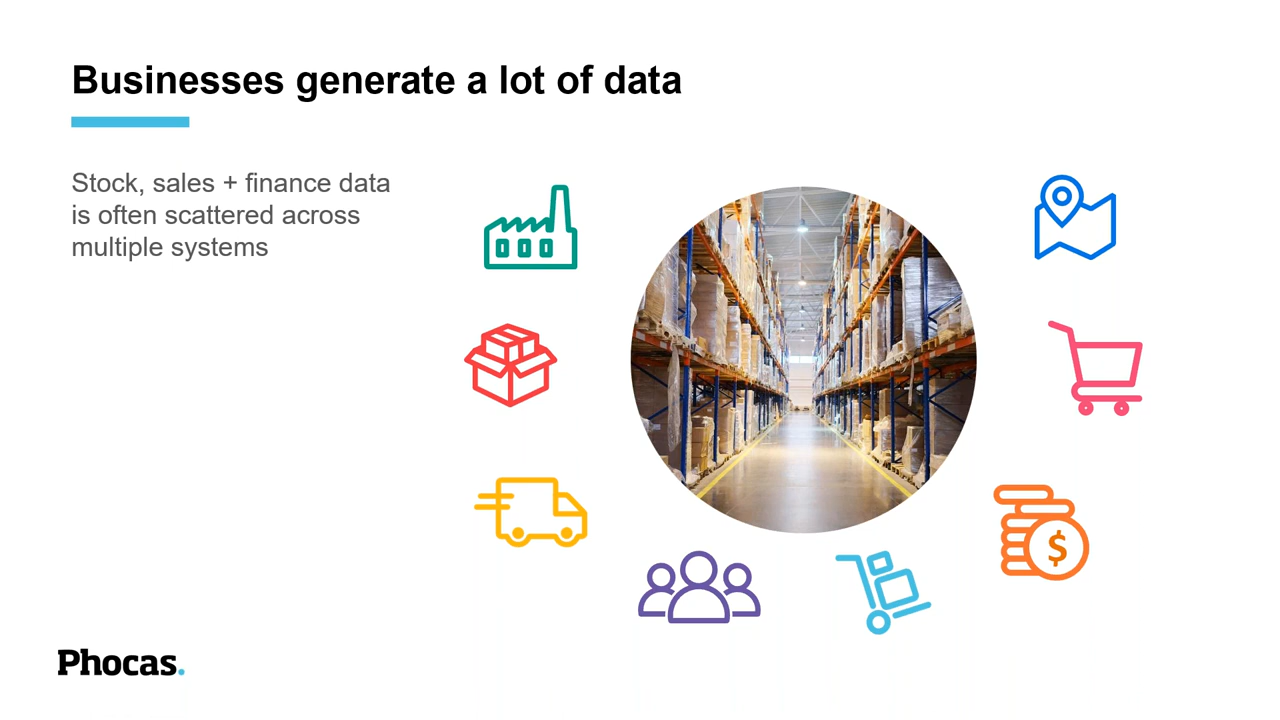 Businesses generate a lot of data
Stock, sales + finance data
is often scattered across
multiple systems
$
Phocas.